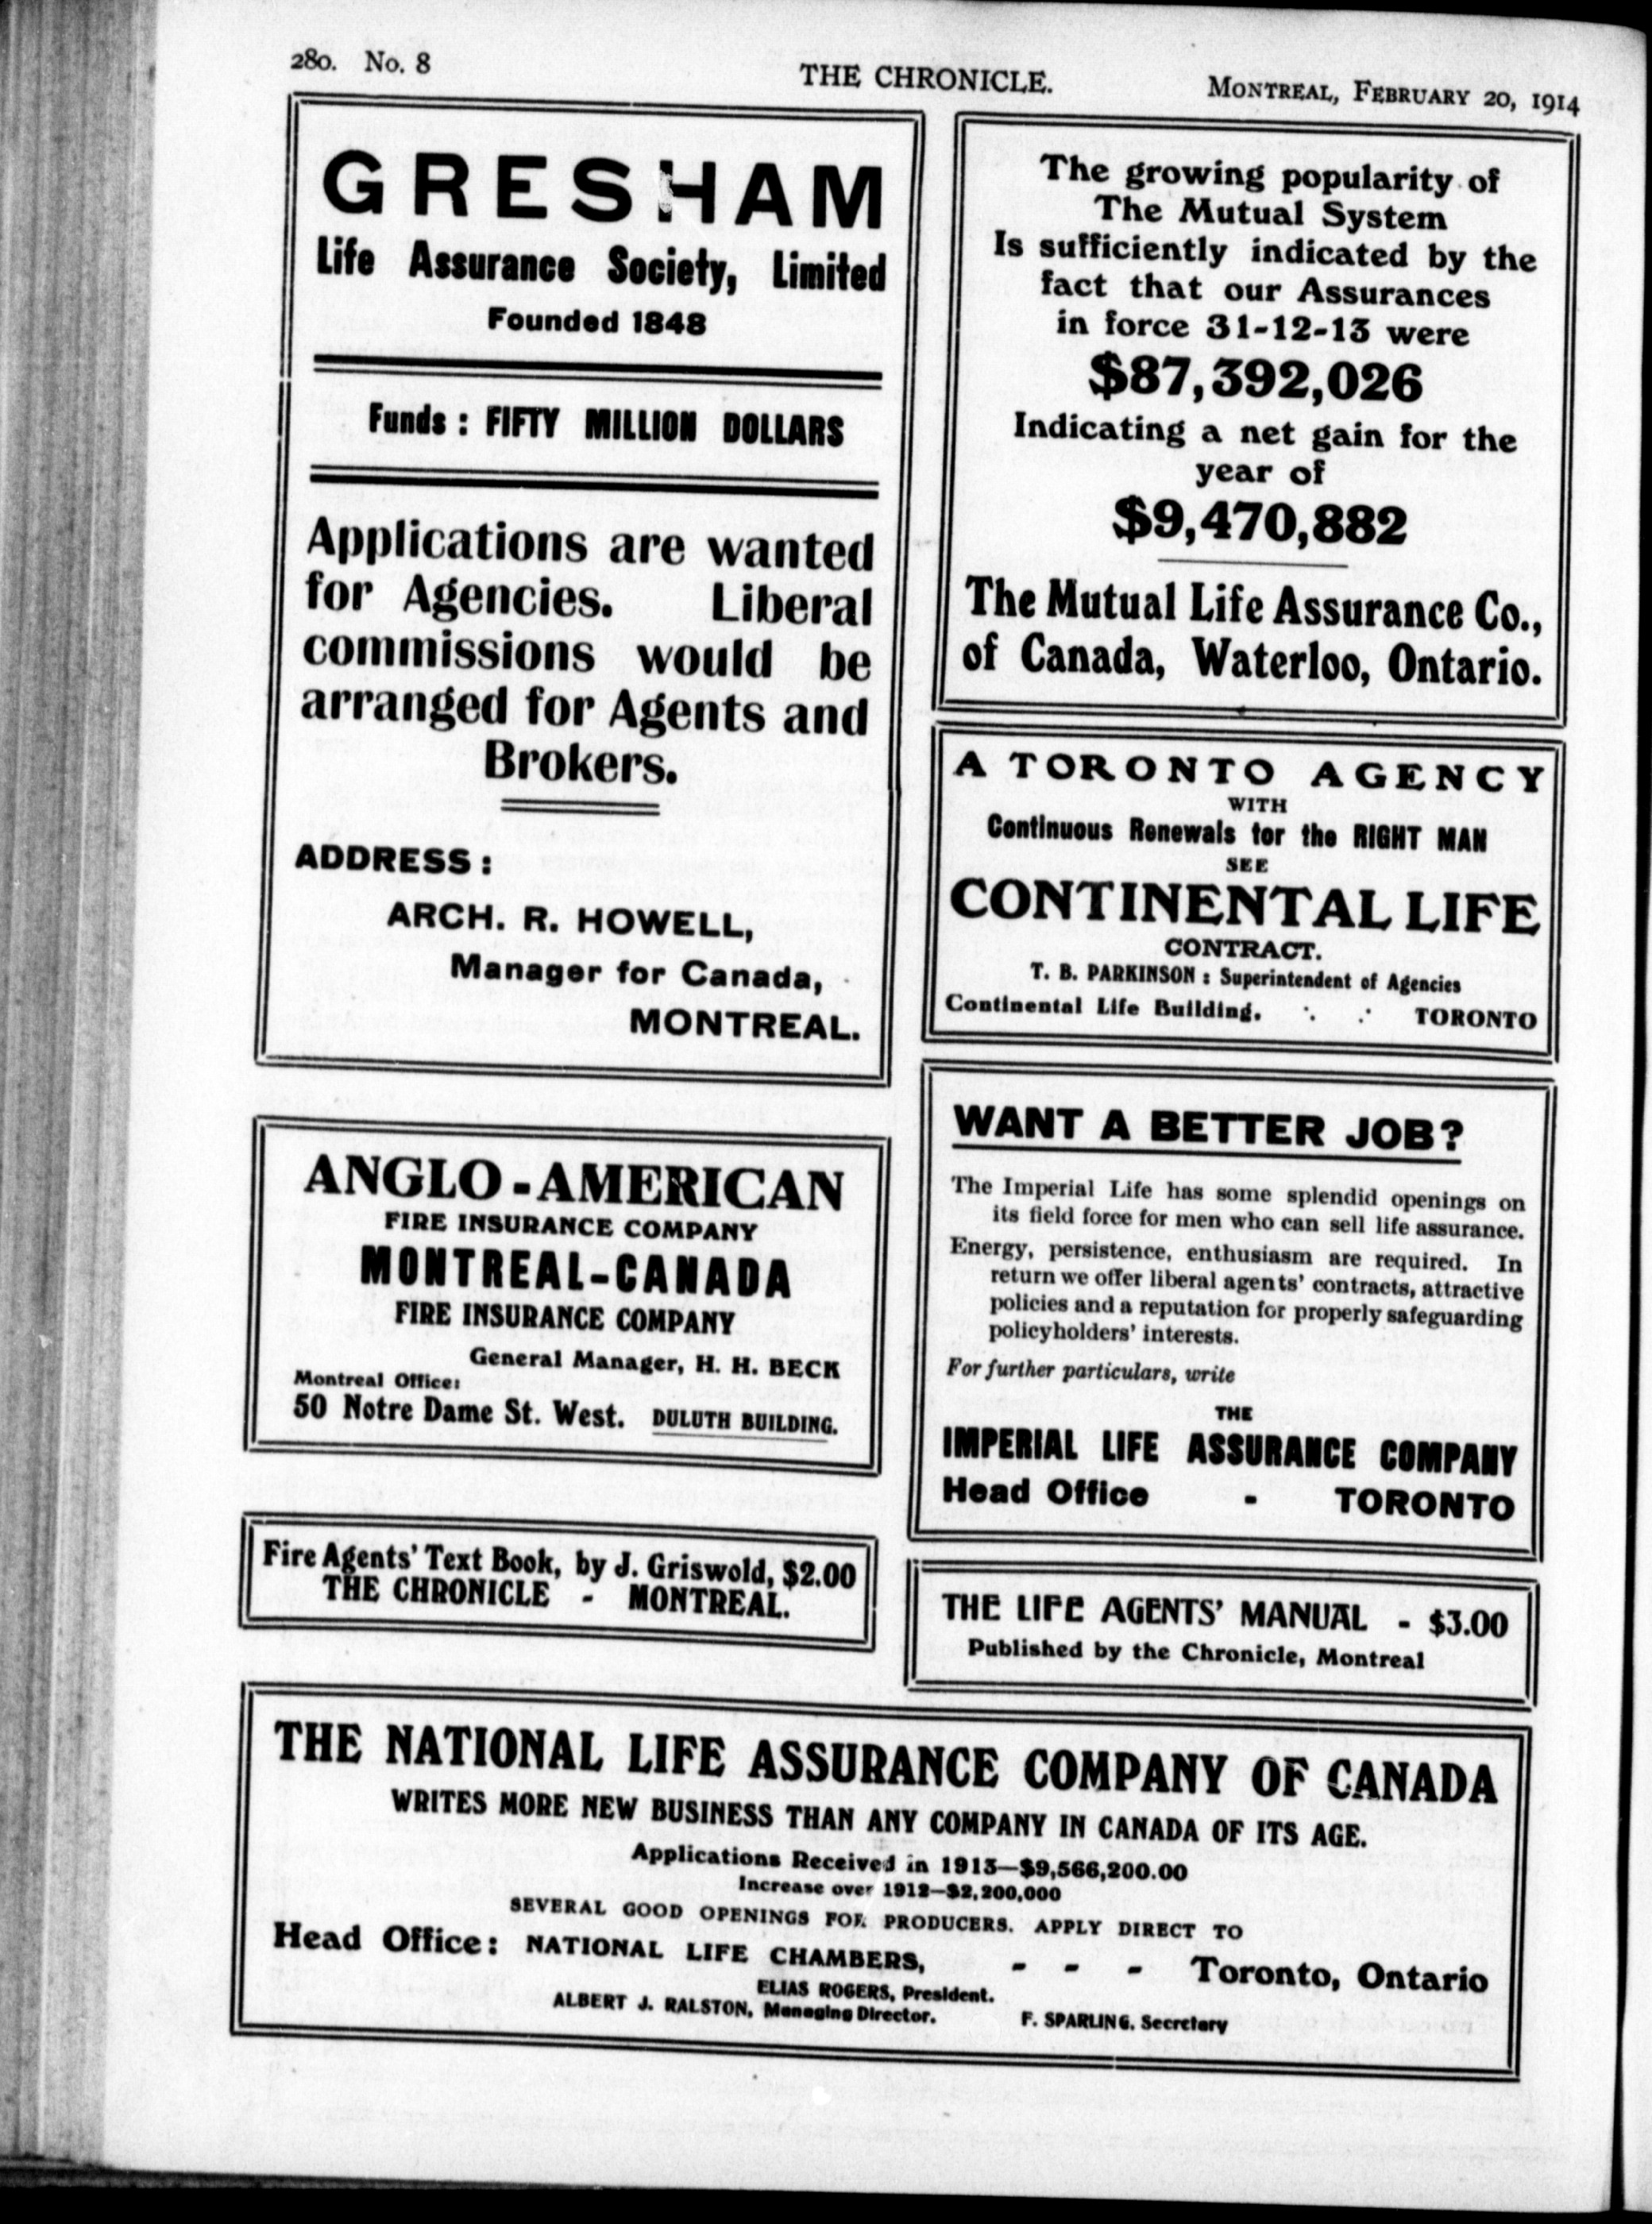 280. No. 8
THE CHRONICLE.
MONTREAL, FEBRUARY 20, 1914
GRESHAM
Life Assurance Society, Limited
Founded 1848
Funds : FIFTY MILLION DOLLARS
Applications are wanted
for Agencies. Liberal
commissions would be
arranged for Agents and
Brokers.
ADDRESS :
ARCH. R. HOWELL,
Manager for Canada,
MONTREAL.
ANGLO-AMERICAN
FIRE INSURANCE COMPANY
MONTREAL-CANADA
FIRE INSURANCE COMPANY
General Manager, H. H. BECK
Montreal Office:
50 Notre Dame St. West. DULUTH BUILDING.
Fire Agents' Text Book, by J. Griswold, $2.00
THE CHRONICLE - MONTREAL.
The growing popularity of
The Mutual System
Is sufficiently indicated by the
fact that our Assurances
in force 31-12-13 were
$87,392,026
Indicating a net gain for the
year of
$9,470,882
The Mutual Life Assurance Co.,
of Canada, Waterloo, Ontario.
A TORONTO AGENCY
WITH
Continuous Renewals for the RIGHT MAN
SEE
CONTINENTAL LIFE
CONTRACT.
T. B. PARKINSON : Superintendent of Agencies
Continental Life Building. TORONTO
WANT A BETTER JOB?
The Imperial Life has some splendid openings on
its field force for men who can sell life assurance.
Energy, persistence, enthusiasm are required. In
return we offer liberal agents' contracts, attractive
policies and a reputation for properly safeguarding
policyholders' interests.
For further particulars, write
THE
IMPERIAL LIFE ASSURANCE COMPANY
Head Office - TORONTO
THE LIFE AGENTS' MANUAL - $3.00
Published by the Chronicle, Montreal
THE NATIONAL LIFE ASSURANCE COMPANY OF CANADA
WRITES MORE NEW BUSINESS THAN ANY COMPANY IN CANADA OF ITS AGE.
Applications Received in 1913—$9,566,200.00
Increase over 1912—$2,200,000
SEVERAL GOOD OPENINGS FOR PRODUCERS. APPLY DIRECT TO
Head Office: NATIONAL LIFE CHAMBERS, - - - Toronto, Ontario
ELIAS ROGERS, President.
ALBERT J. RALSTON, Managing Director. F. SPARLING, Secretary